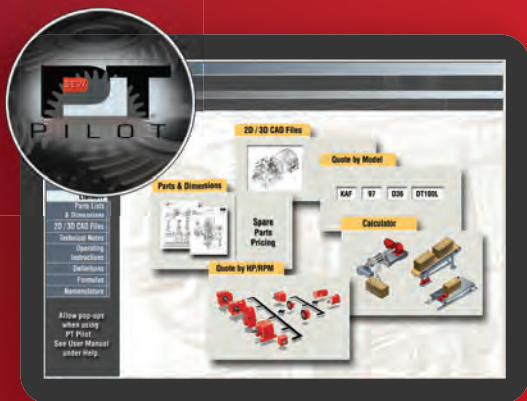 SEW
PT
PILOT
2D / 3D CAD Files
Quote by Model
KAF 97 D36 DT100L
Parts & Dimensions
Spare
Parts
Pricing
Calculator
Quote by HP/RPM
Parts Lists
& Dimensions
2D / 3D CAD Files
Technical Notes
Operating
Instructions
Definitions
Formulas
Nomenclature
Allow pop-ups
when using
PT Pilot.
See User Manual
under Help.